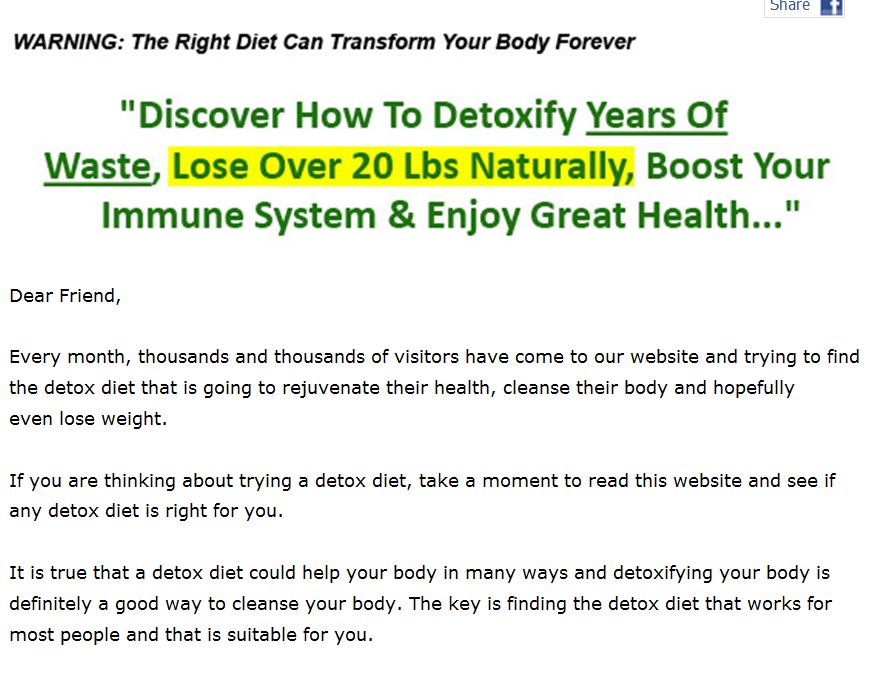 Share
WARNING: The Right Diet Can Transform Your Body Forever
"Discover How To Detoxify Years Of
Waste, Lose Over 20 Lbs Naturally, Boost Your
Immune System & Enjoy Great Health..."
Dear Friend,
Every month, thousands and thousands of visitors have come to our website and trying to find
the detox diet that is going to rejuvenate their health, cleanse their body and hopefully
even lose weight.
If you are thinking about trying a detox diet, take a moment to read this website and see if
any detox diet is right for you.
It is true that a detox diet could help your body in many ways and detoxifying your body is
definitely a good way to cleanse your body. The key is finding the detox diet that works for
most people and that is suitable for you.